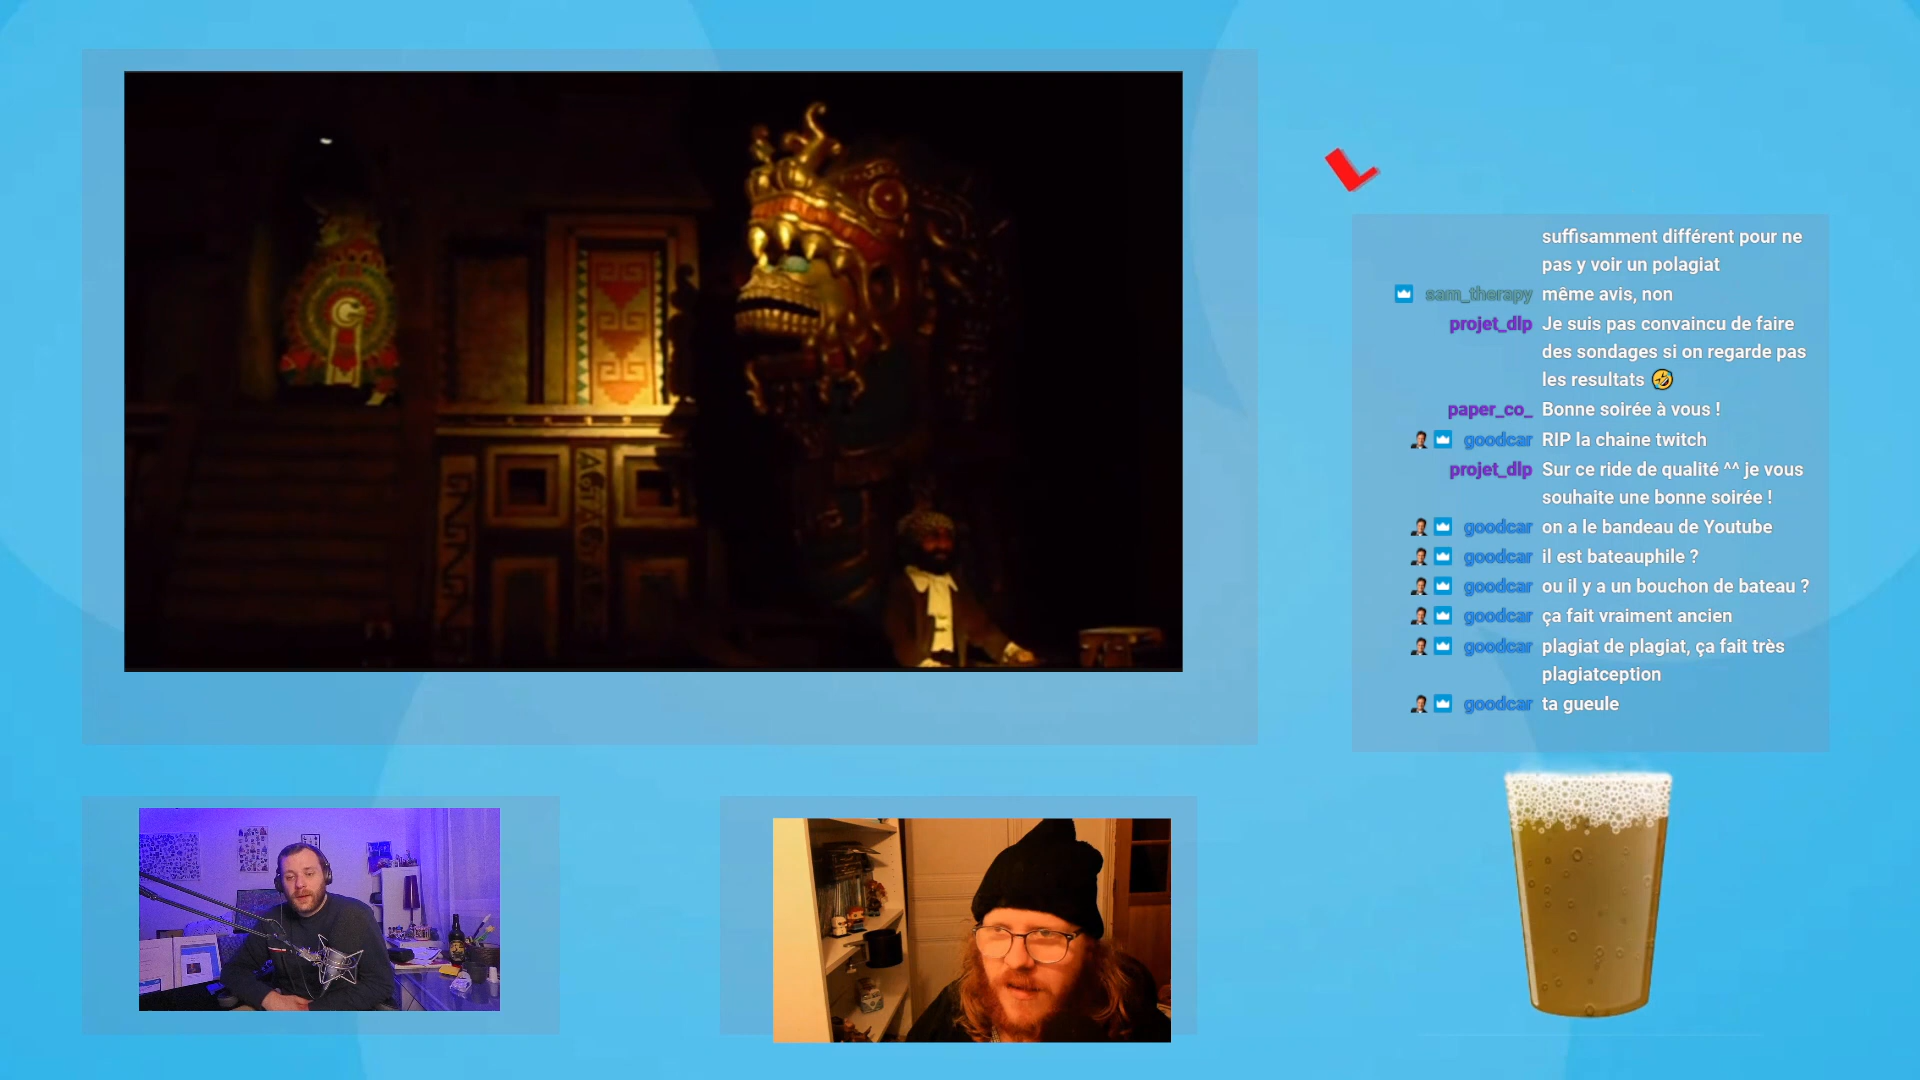 L
suffisamment différent pour ne
pas y voir un polagiat
sam_therapy même avis, non
projet_dlp Je suis pas convaincu de faire
des sondages si on regarde pas
les resultats 🤣
paper_co_ Bonne soirée à vous !
goodcar RIP la chaine twitch
projet_dlp Sur ce ride de qualité ^^ je vous
souhaite une bonne soirée !
goodcar on a le bandeau de Youtube
goodcar il est bateauphile ?
goodcar ou il y a un bouchon de bateau ?
goodcar ça fait vraiment ancien
goodcar plagiat de plagiat, ça fait très
plagiatception
goodcar ta gueule